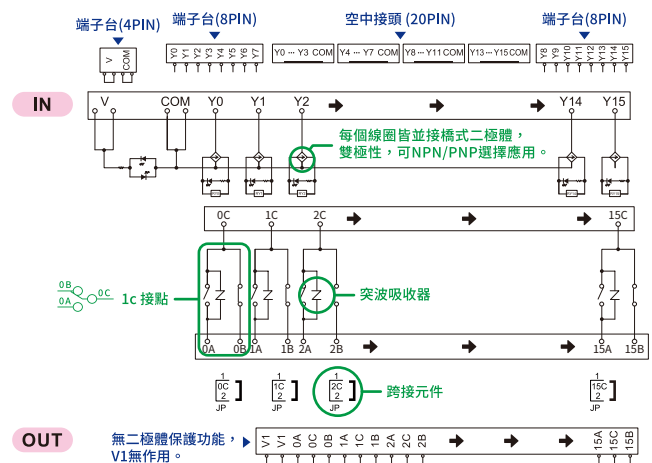 端子台(4PIN) 端子台(8PIN) 空中接頭 (20PIN) 端子台(8PIN)
V COM
Y0 Y1 Y2 Y3 Y4 Y5 Y6 Y7
Y0 ··· Y3 COM Y4 ··· Y7 COM Y8 ··· Y11 COM Y13 ··· Y15 COM
Y8 Y9 Y10 Y11 Y12 Y13 Y14 Y15
IN
V COM Y0 Y1 Y2 Y14 Y15
每個線圈皆並接橋式二極體，
雙極性，可NPN/PNP選擇應用。
0C 1C 2C 15C
0B
0A
0C
1c 接點
突波吸收器
0A 0B 1A 1B 2A 2B 15A 15B
1 1 1 1
0C 1C 2C 15C
2 2 2 2
JP JP JP JP
跨接元件
OUT
無二極體保護功能，
V1無作用。
V1 V1 0A 0C 0B 1A 1C 1B 2A 2C 2B 15A 15C 15B